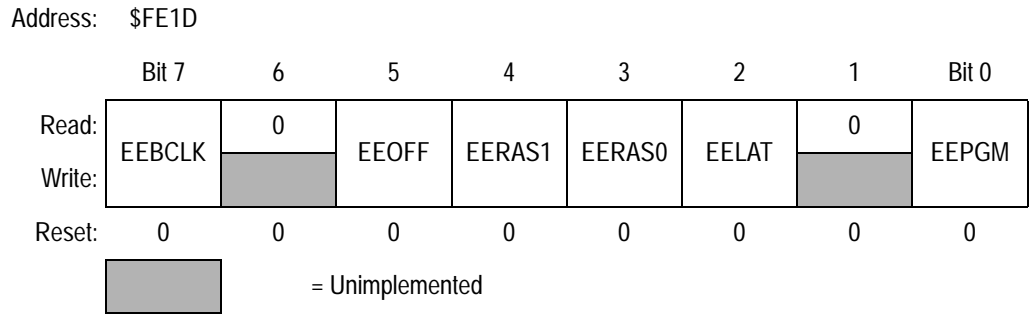 Address: $FE1D
Bit 7 6 5 4 3 2 1 Bit 0
Read: 0 0
EEBCLK EEOFF EERAS1 EERAS0 EELAT EEPGM
Write:
Reset: 0 0 0 0 0 0 0 0
= Unimplemented